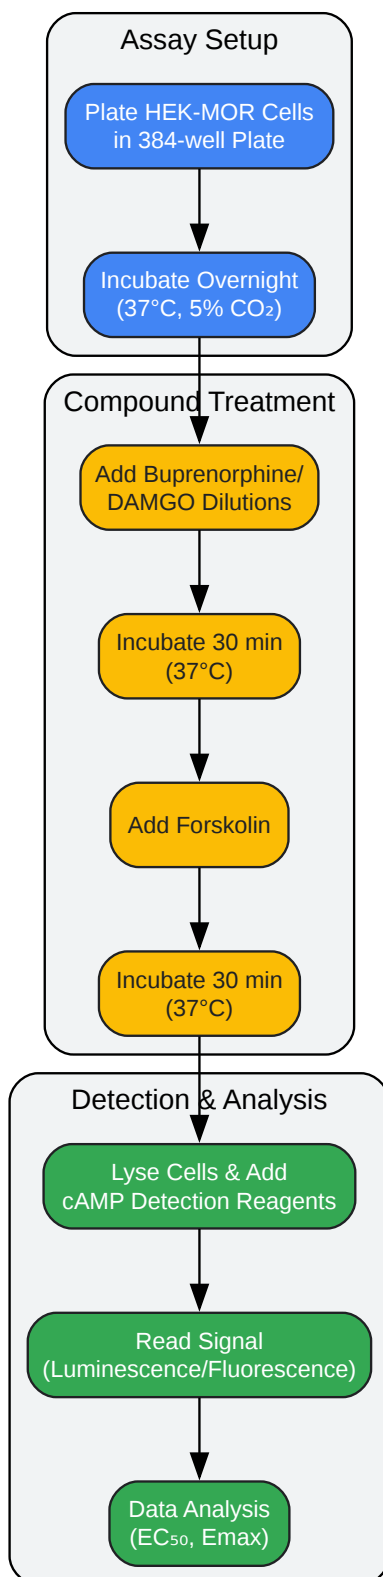 Assay Setup
Plate HEK-MOR Cells
in 384-well Plate
Incubate Overnight
(37°C, 5% CO₂)
Compound Treatment
Add Buprenorphine/
DAMGO Dilutions
Incubate 30 min
(37°C)
Add Forskolin
Incubate 30 min
(37°C)
Detection & Analysis
Lyse Cells & Add
cAMP Detection Reagents
Read Signal
(Luminescence/Fluorescence)
Data Analysis
(EC₅₀, Emax)